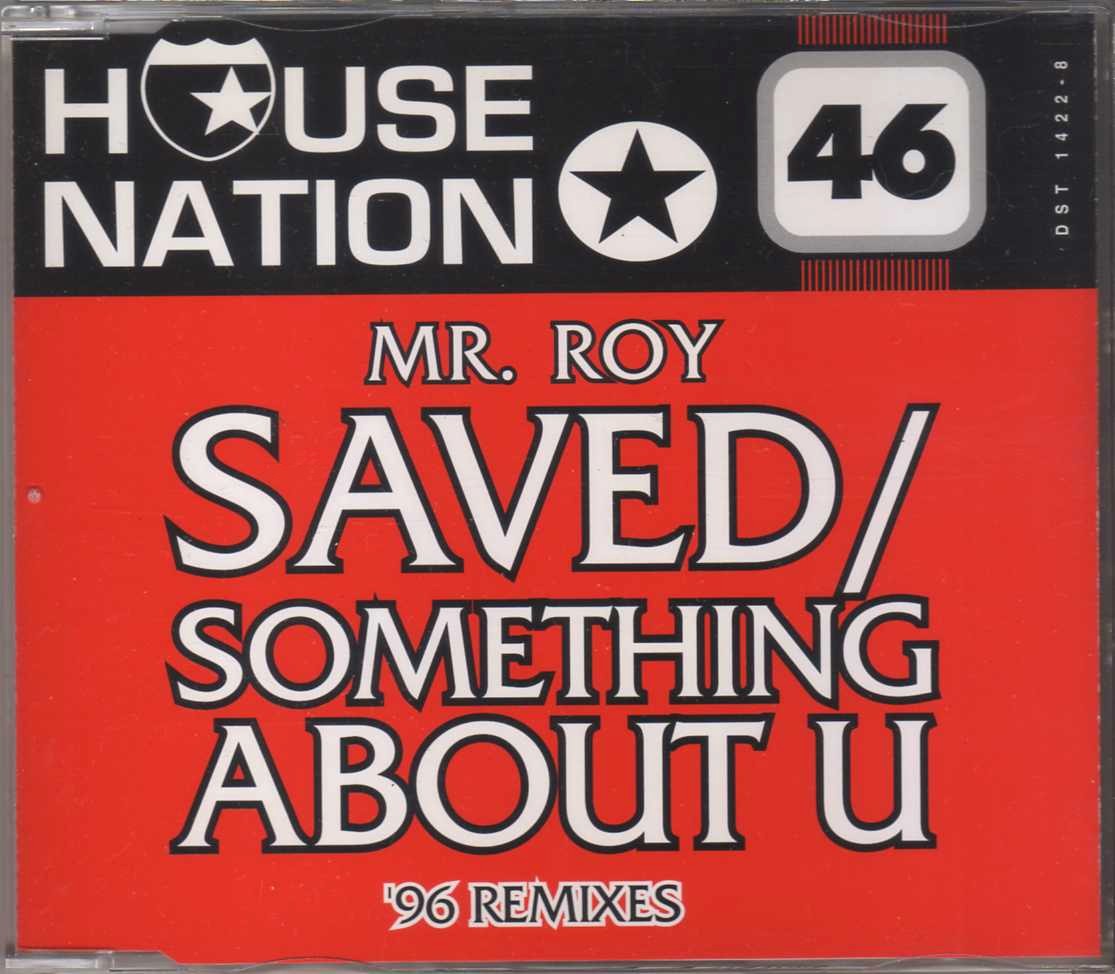 HOUSE
NATION
46
DST 1422-8
MR. ROY
SAVED/
SOMETHING
ABOUT U
'96 REMIXES